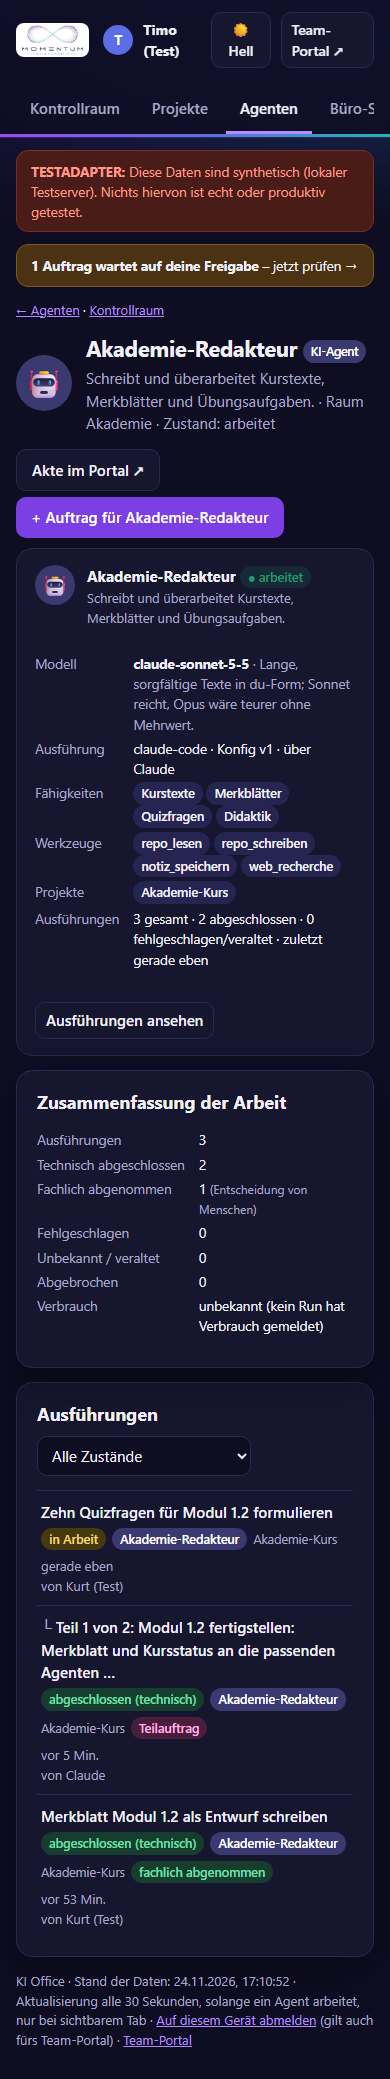 MOMENTUM
T
Timo
(Test)
Hell
Team-
Portal ↗
Kontrollraum
Projekte
Agenten
Büro-S
TESTADAPTER: Diese Daten sind synthetisch (lokaler
Testserver). Nichts hiervon ist echt oder produktiv
getestet.
1 Auftrag wartet auf deine Freigabe – jetzt prüfen →
← Agenten · Kontrollraum
Akademie-Redakteur KI-Agent
Schreibt und überarbeitet Kurstexte,
Merkblätter und Übungsaufgaben. · Raum
Akademie · Zustand: arbeitet
Akte im Portal ↗
+ Auftrag für Akademie-Redakteur
Akademie-Redakteur ● arbeitet
Schreibt und überarbeitet Kurstexte,
Merkblätter und Übungsaufgaben.
Modell claude-sonnet-5-5 · Lange,
sorgfältige Texte in du-Form; Sonnet
reicht, Opus wäre teurer ohne
Mehrwert.
Ausführung claude-code · Konfig v1 · über
Claude
Fähigkeiten Kurstexte Merkblätter
Quizfragen Didaktik
Werkzeuge repo_lesen repo_schreiben
notiz_speichern web_recherche
Projekte Akademie-Kurs
Ausführungen 3 gesamt · 2 abgeschlossen · 0
fehlgeschlagen/veraltet · zuletzt
gerade eben
Ausführungen ansehen
Zusammenfassung der Arbeit
Ausführungen 3
Technisch abgeschlossen 2
Fachlich abgenommen 1 (Entscheidung von
Menschen)
Fehlgeschlagen 0
Unbekannt / veraltet 0
Abgebrochen 0
Verbrauch unbekannt (kein Run hat
Verbrauch gemeldet)
Ausführungen
Alle Zustände
Zehn Quizfragen für Modul 1.2 formulieren
in Arbeit Akademie-Redakteur Akademie-Kurs
gerade eben
von Kurt (Test)
└ Teil 1 von 2: Modul 1.2 fertigstellen:
Merkblatt und Kursstatus an die passenden
Agenten …
abgeschlossen (technisch) Akademie-Redakteur
Akademie-Kurs Teilauftrag
vor 5 Min.
von Claude
Merkblatt Modul 1.2 als Entwurf schreiben
abgeschlossen (technisch) Akademie-Redakteur
Akademie-Kurs fachlich abgenommen
vor 53 Min.
von Kurt (Test)
KI Office · Stand der Daten: 24.11.2026, 17:10:52 ·
Aktualisierung alle 30 Sekunden, solange ein Agent arbeitet,
nur bei sichtbarem Tab · Auf diesem Gerät abmelden (gilt auch
fürs Team-Portal) · Team-Portal